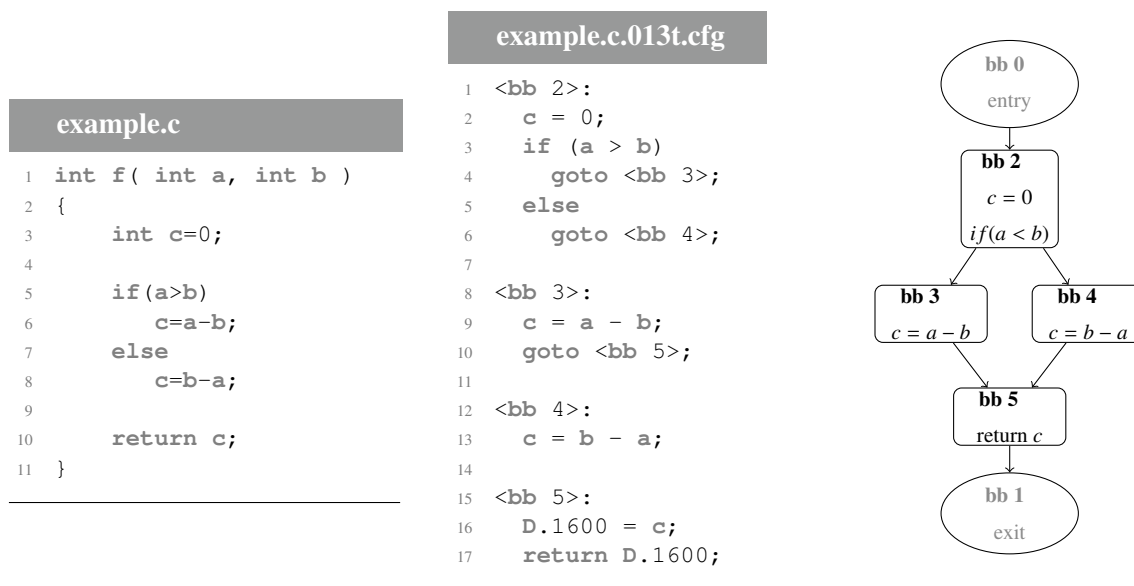 example.c
1 int f( int a, int b )
2 {
3 int c=0;
4
5 if(a>b)
6 c=a-b;
7 else
8 c=b-a;
9
10 return c;
11 }
example.c.013t.cfg
1 <bb 2>:
2 c = 0;
3 if (a > b)
4 goto <bb 3>;
5 else
6 goto <bb 4>;
7
8 <bb 3>:
9 c = a - b;
10 goto <bb 5>;
11
12 <bb 4>:
13 c = b - a;
14
15 <bb 5>:
16 D.1600 = c;
17 return D.1600;
bb 0
entry
bb 2
c = 0
if(a < b)
bb 3
c = a − b
bb 4
c = b − a
bb 5
return c
bb 1
exit